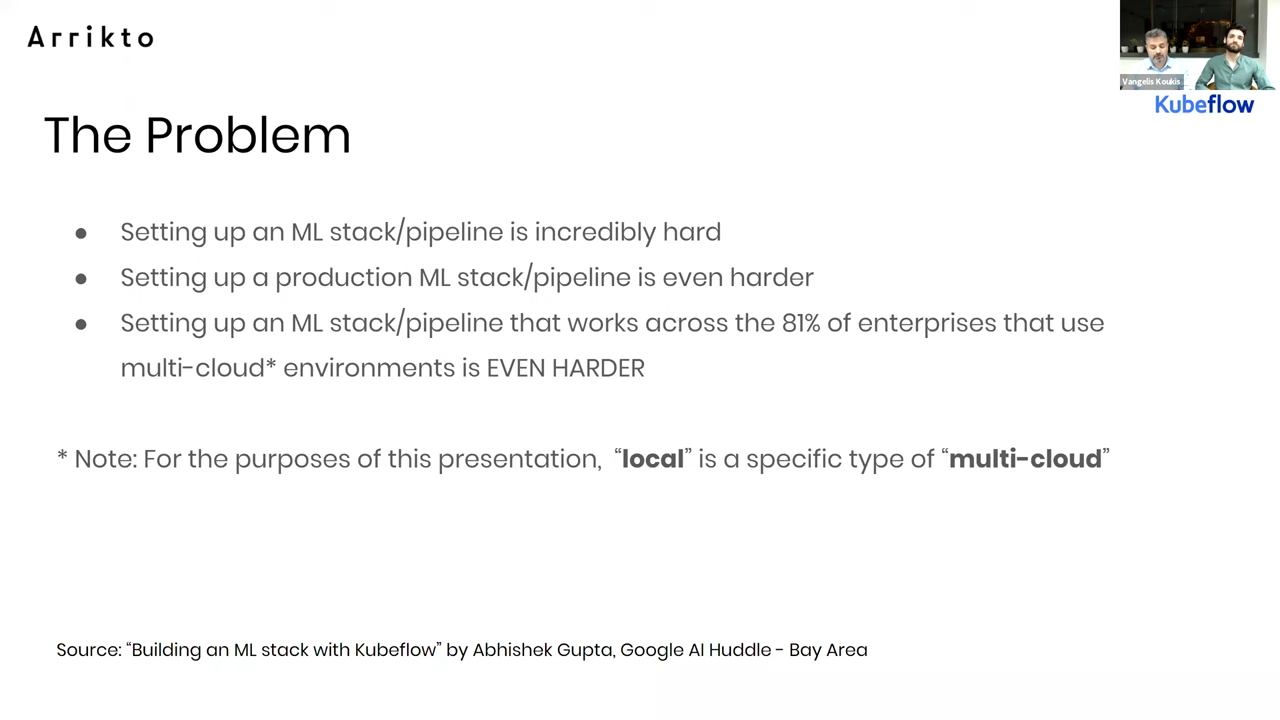 Arrikto
Vangelis Koukis
Kubeflow
The Problem
● Setting up an ML stack/pipeline is incredibly hard
● Setting up a production ML stack/pipeline is even harder
● Setting up an ML stack/pipeline that works across the 81% of enterprises that use
multi-cloud* environments is EVEN HARDER
* Note: For the purposes of this presentation, “local” is a specific type of “multi-cloud”
Source: “Building an ML stack with Kubeflow” by Abhishek Gupta, Google AI Huddle - Bay Area